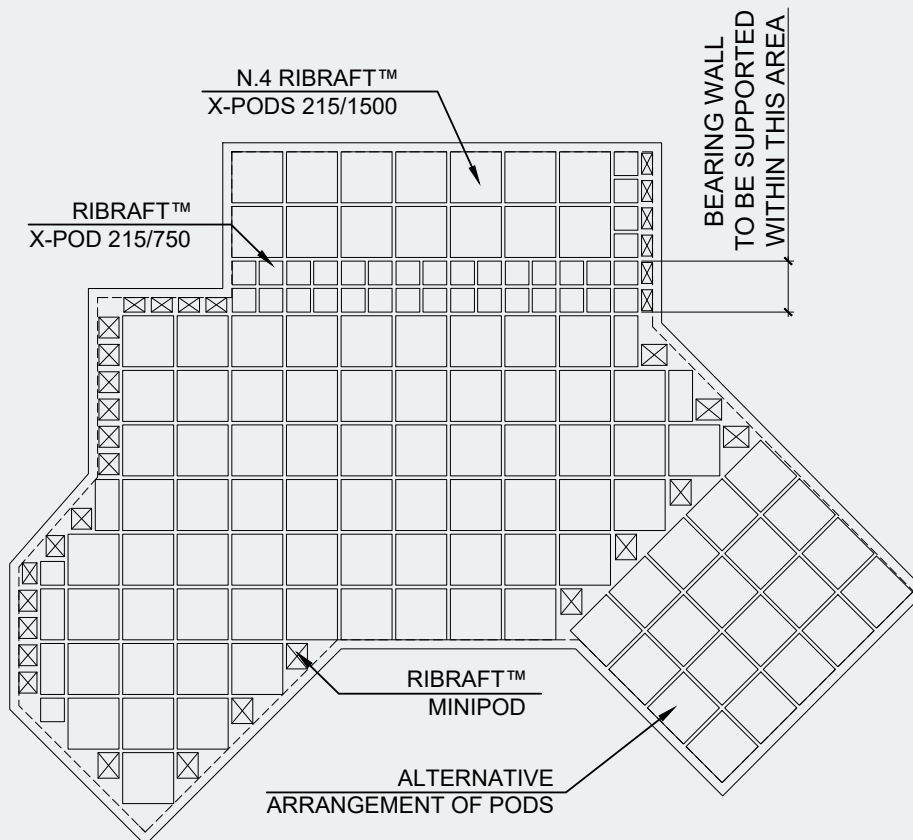 N.4 RIBRAFT™
X-PODS 215/1500
BEARING WALL
TO BE SUPPORTED
WITHIN THIS AREA
RIBRAFT™
X-POD 215/750
RIBRAFT™
MINIPOD
ALTERNATIVE
ARRANGEMENT OF PODS